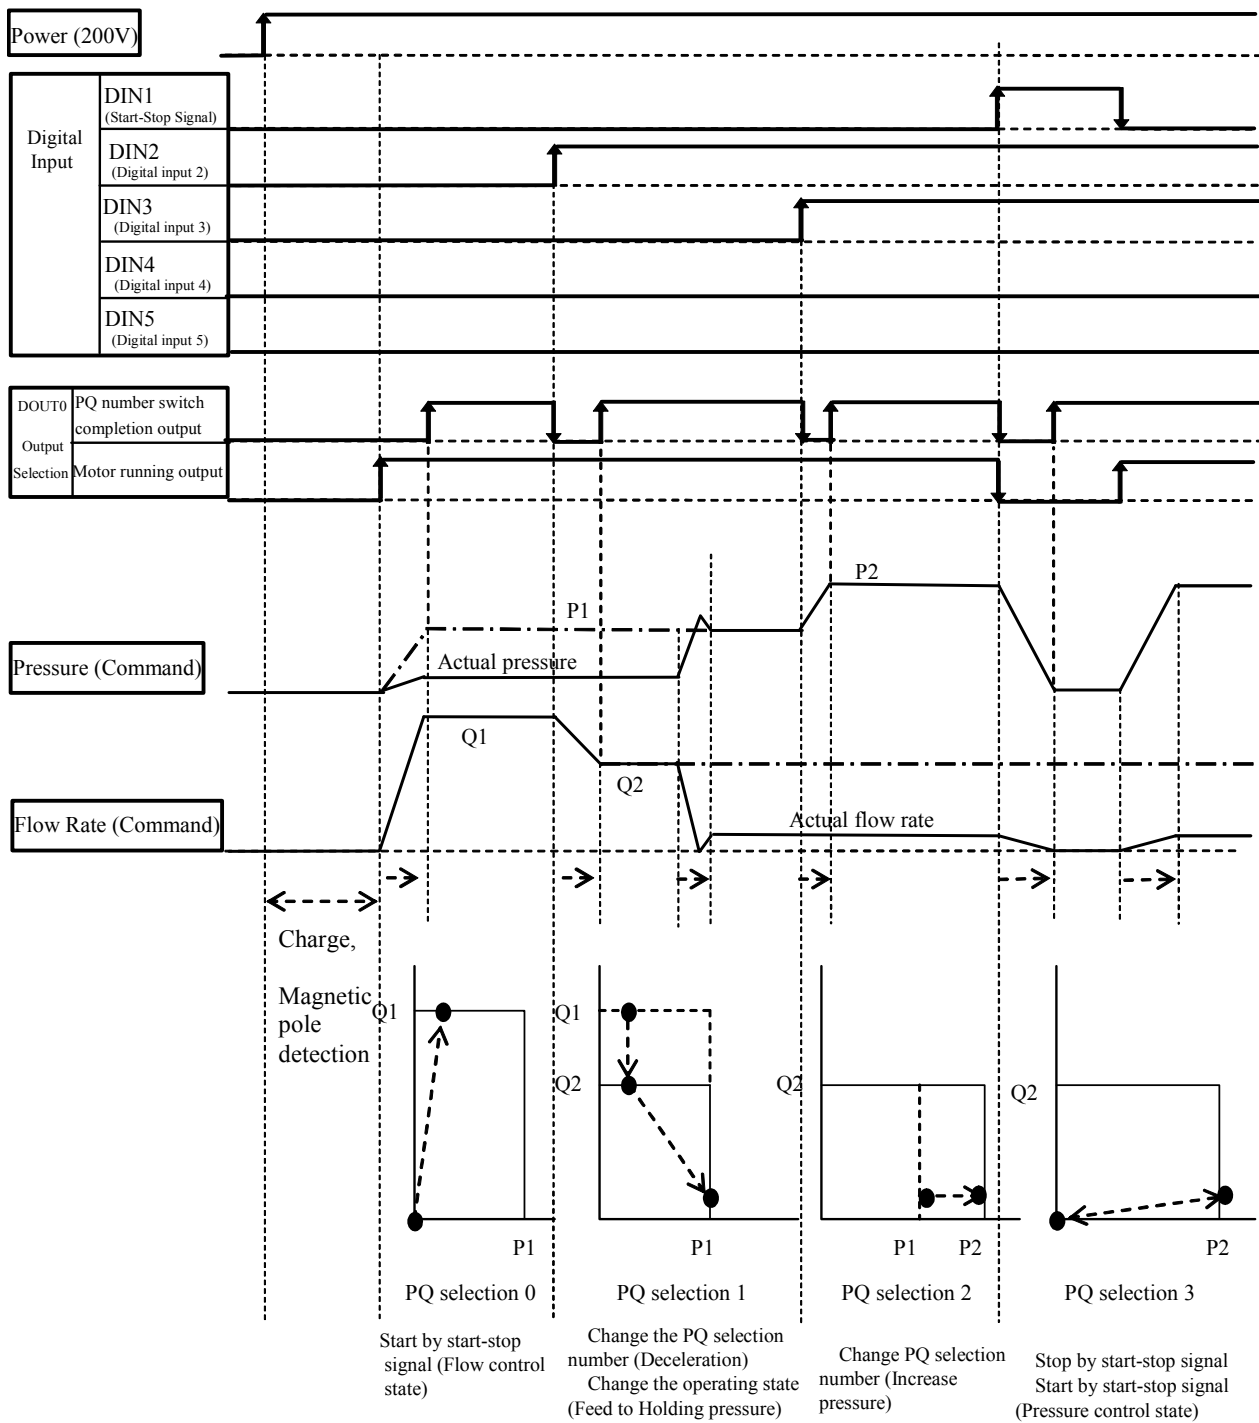 Power (200V)
Digital
Input
DIN1
(Start-Stop Signal)
DIN2
(Digital input 2)
DIN3
(Digital input 3)
DIN4
(Digital input 4)
DIN5
(Digital input 5)
DOUT0
Output
Selection
PQ number switch
completion output
Motor running output
P2
P1
Pressure (Command)
Actual pressure
Q1
Q2
Flow Rate (Command)
Actual flow rate
Charge,
Magnetic
pole
detection
Q1
P1
PQ selection 0
Start by start-stop
signal (Flow control
state)
Q1
Q2
P1
PQ selection 1
Change the PQ selection
number (Deceleration)
Change the operating state
(Feed to Holding pressure)
Q2
P1
P2
PQ selection 2
Change PQ selection
number (Increase
pressure)
Q2
P2
PQ selection 3
Stop by start-stop signal
Start by start-stop signal
(Pressure control state)